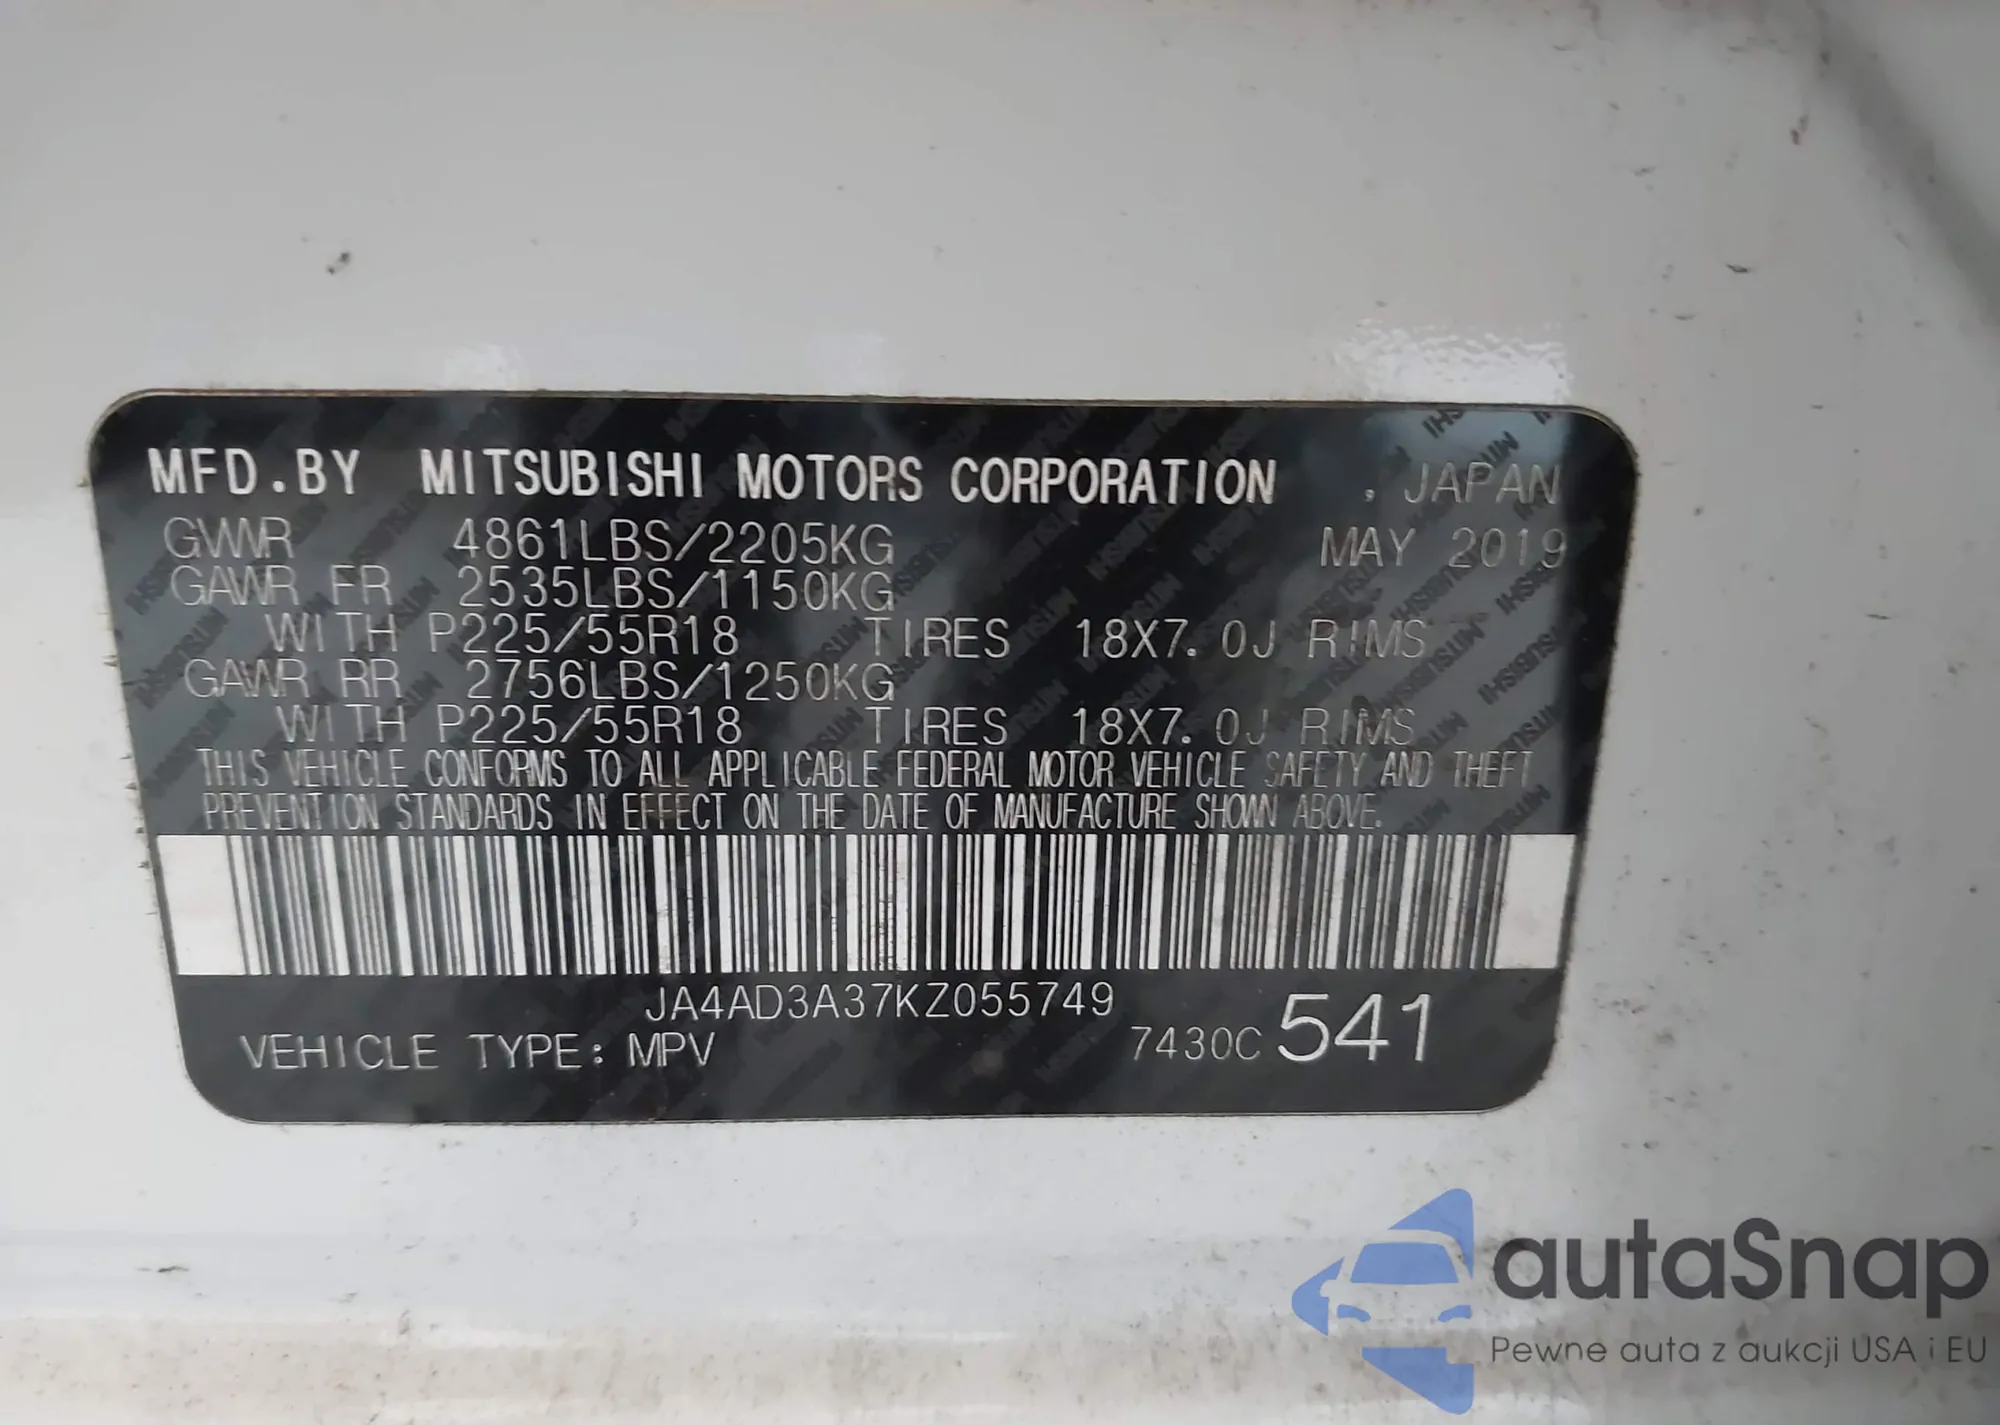 MFD.BY MITSUBISHI MOTORS CORPORATION , JAPAN
GVWR 4861LBS/2205KG MAY 2019
GAWR FR 2535LBS/1150KG
WITH P225/55R18 TIRES 18X7.0J RIMS
GAWR RR 2756LBS/1250KG
WITH P225/55R18 TIRES 18X7.0J RIMS
THIS VEHICLE CONFORMS TO ALL APPLICABLE FEDERAL MOTOR VEHICLE SAFETY AND THEFT
PREVENTION STANDARDS IN EFFECT ON THE DATE OF MANUFACTURE SHOWN ABOVE.
JA4AD3A37KZ055749
VEHICLE TYPE: MPV 7430C 541
autaSnap
Pewne auta z aukcji USA i EU